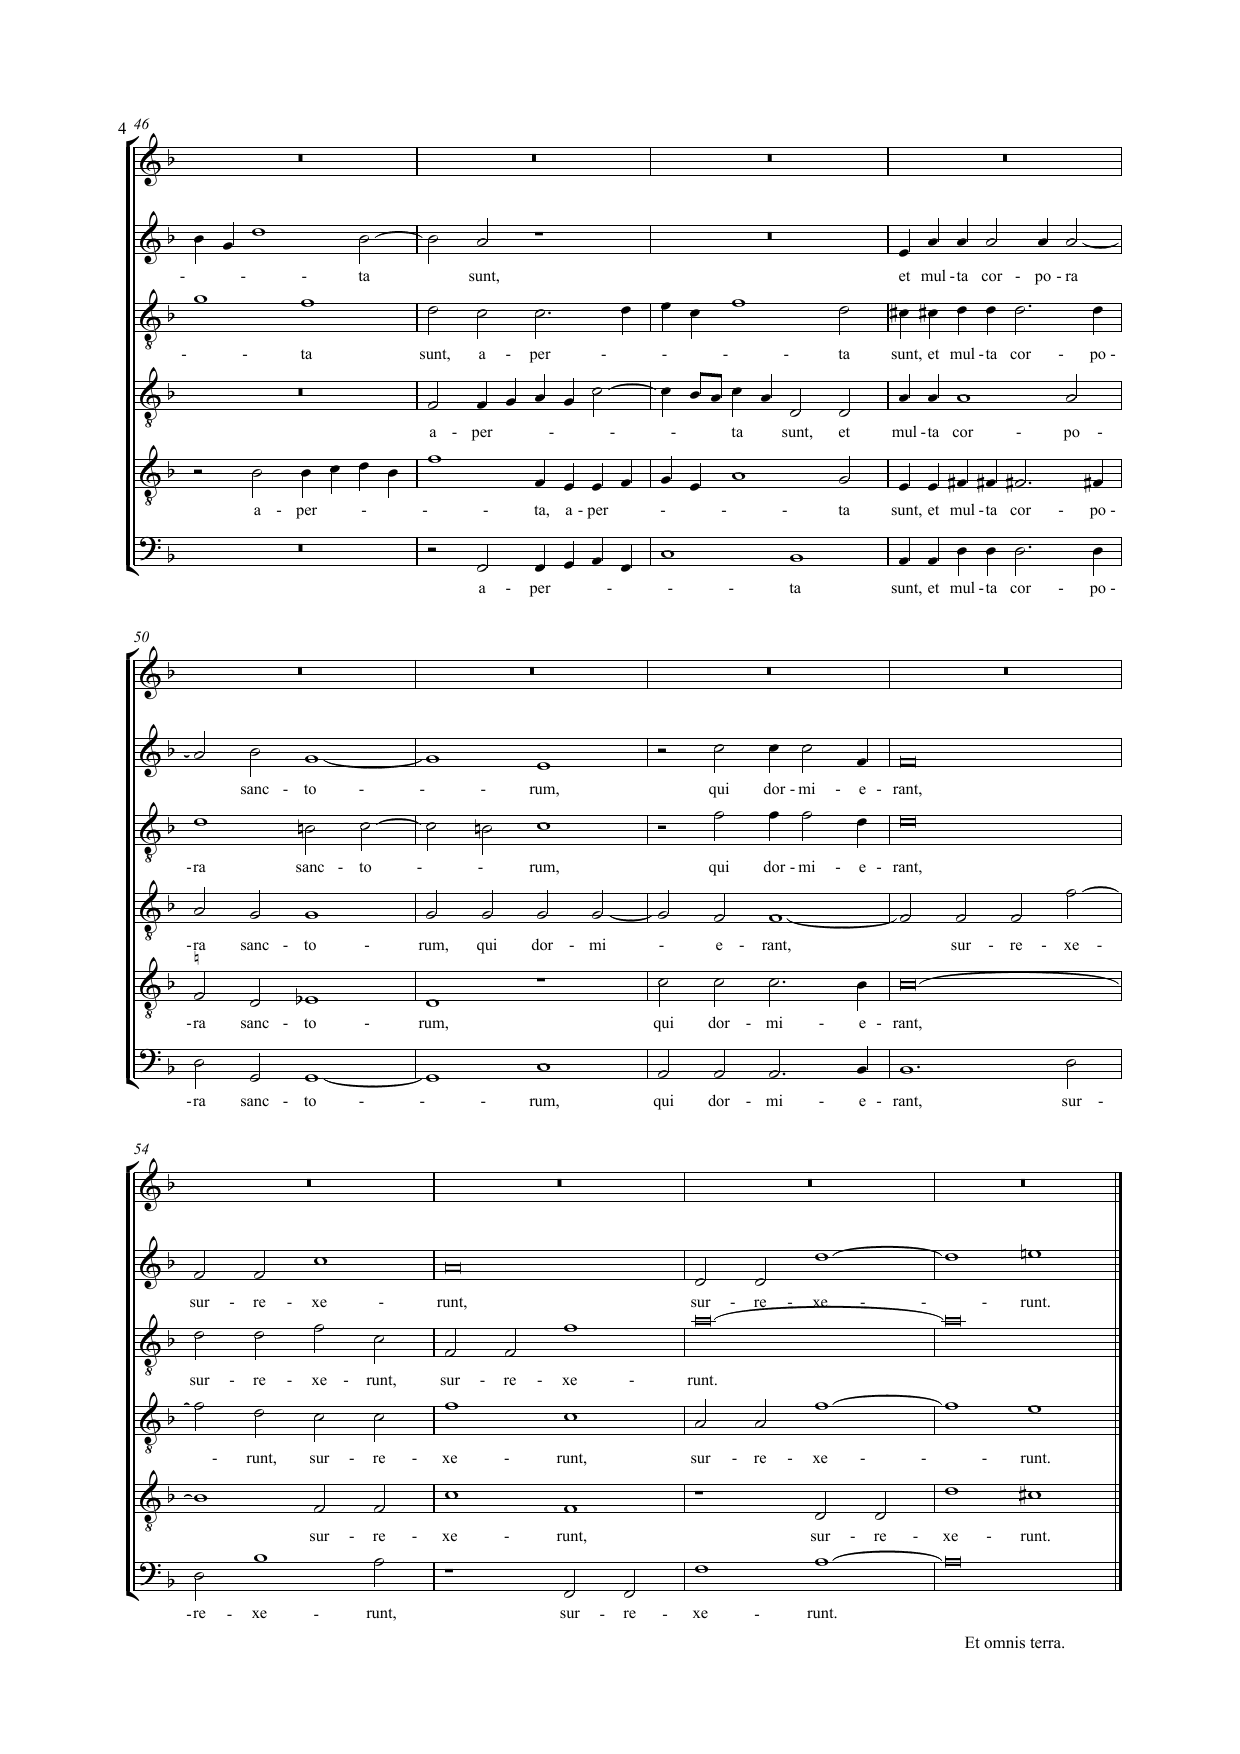 4 46
- - - ta sunt, et mul - ta cor - po - ra
- - ta sunt, a - per - - - - ta sunt, et mul - ta cor - po -
a - per - - - ta sunt, et mul - ta cor - po -
a - per - - - ta, a - per - - - ta sunt, et mul - ta cor - po -
a - per - - - ta sunt, et mul - ta cor - po -
50
sanc - to - - - rum, qui dor - mi - e - rant,
-ra sanc - to - - rum, qui dor - mi - e - rant,
-ra sanc - to - rum, qui dor - mi - e - rant, sur - re - xe -
-ra sanc - to - rum, qui dor - mi - e - rant,
-ra sanc - to - - - rum, qui dor - mi - e - rant, sur -
54
sur - re - xe - runt, sur - re - xe - - - runt.
sur - re - xe - runt, sur - re - xe - runt.
- runt, sur - re - xe - runt, sur - re - xe - - - runt.
sur - re - xe - runt, sur - re - xe - runt.
-re - xe - runt, sur - re - xe - runt.
Et omnis terra.